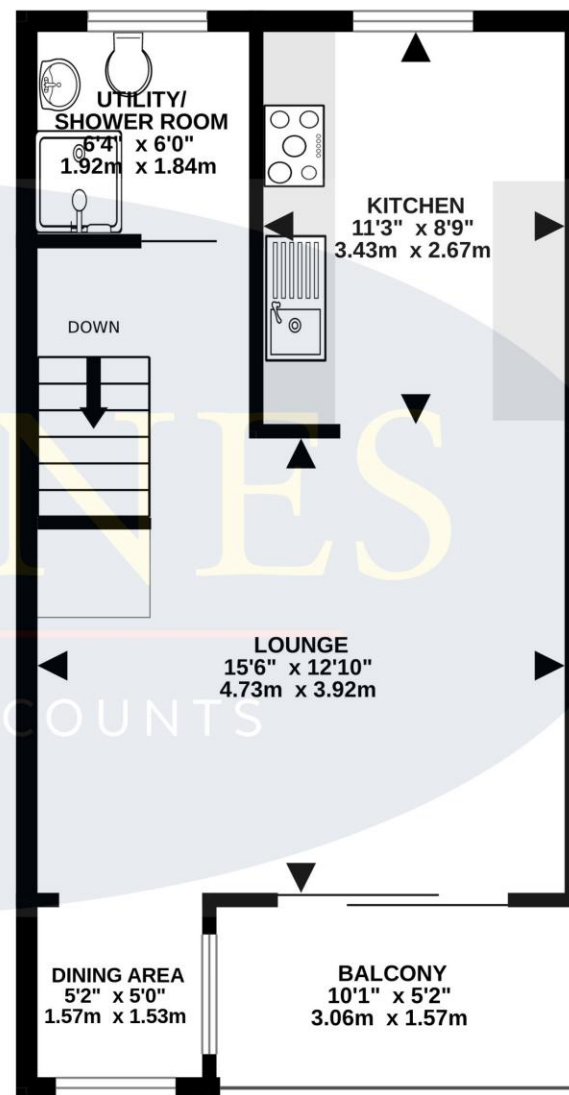 UTILITY/
SHOWER ROOM
6'4" x 6'0"
1.92m x 1.84m
KITCHEN
11'3" x 8'9"
3.43m x 2.67m
DOWN
NES
LOUNGE
15'6" x 12'10"
4.73m x 3.92m
COUNTS
DINING AREA
5'2" x 5'0"
1.57m x 1.53m
BALCONY
10'1" x 5'2"
3.06m x 1.57m